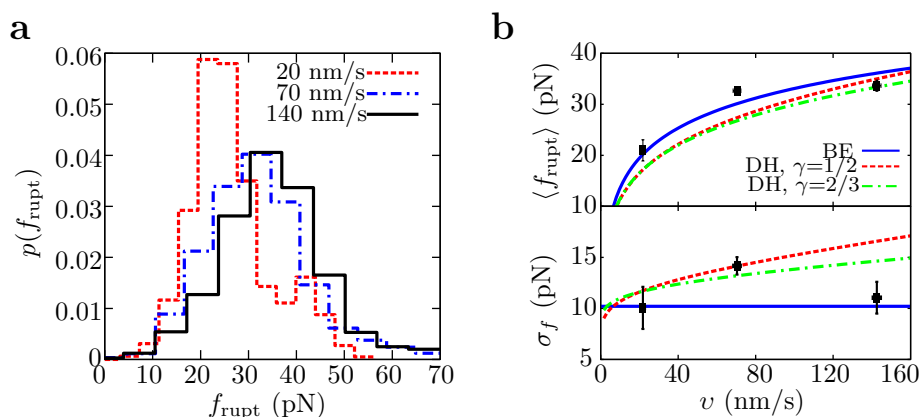 a
p(f_rupt)
0.06
0.05
0.04
0.03
0.02
0.01
0
20 nm/s
70 nm/s
140 nm/s
0 10 20 30 40 50 60 70
f_rupt (pN)
b
⟨f_rupt⟩ (pN)
40
30
20
10
BE
DH, γ=1/2
DH, γ=2/3
σ_f (pN)
15
10
5
0 40 80 120 160
v (nm/s)